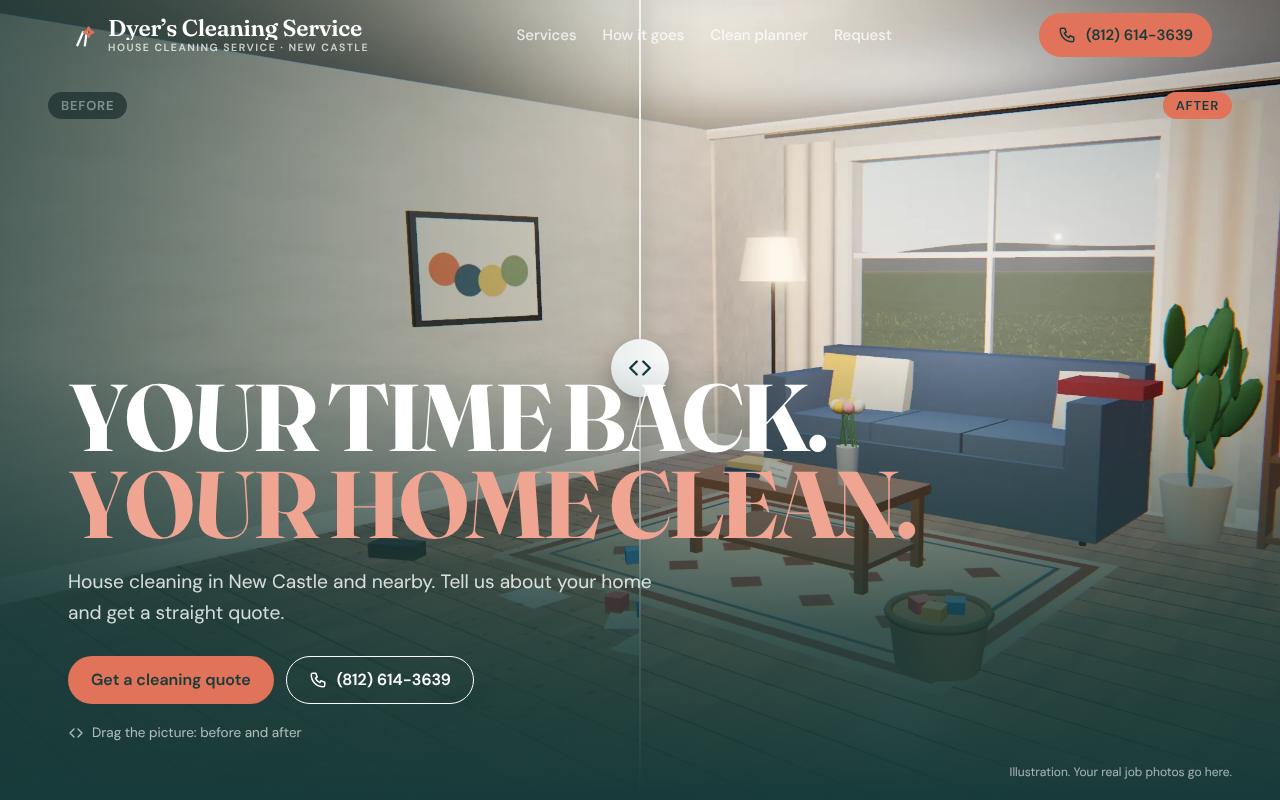 Dyer's Cleaning Service
HOUSE CLEANING SERVICE · NEW CASTLE
Services
How it goes
Clean planner
Request
(812) 614-3639
BEFORE
AFTER
YOUR TIME BACK.
YOUR HOME CLEAN.
House cleaning in New Castle and nearby. Tell us about your home
and get a straight quote.
Get a cleaning quote
(812) 614-3639
Drag the picture: before and after
Illustration. Your real job photos go here.